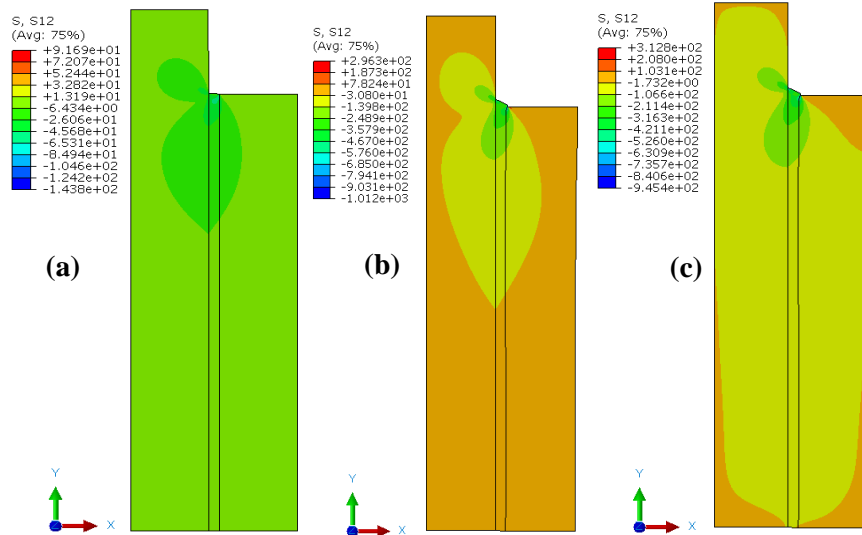 S, S12
(Avg: 75%)
+9.169e+01
+7.207e+01
+5.244e+01
+3.282e+01
+1.319e+01
-6.434e+00
-2.606e+01
-4.568e+01
-6.531e+01
-8.494e+01
-1.046e+02
-1.242e+02
-1.438e+02
(a)
Y
X
S, S12
(Avg: 75%)
+2.963e+02
+1.873e+02
+7.824e+01
-3.080e+01
-1.398e+02
-2.489e+02
-3.579e+02
-4.670e+02
-5.760e+02
-6.850e+02
-7.941e+02
-9.031e+02
-1.012e+03
(b)
Y
X
S, S12
(Avg: 75%)
+3.128e+02
+2.080e+02
+1.031e+02
-1.732e+00
-1.066e+02
-2.114e+02
-3.163e+02
-4.211e+02
-5.260e+02
-6.309e+02
-7.357e+02
-8.406e+02
-9.454e+02
(c)
Y
X